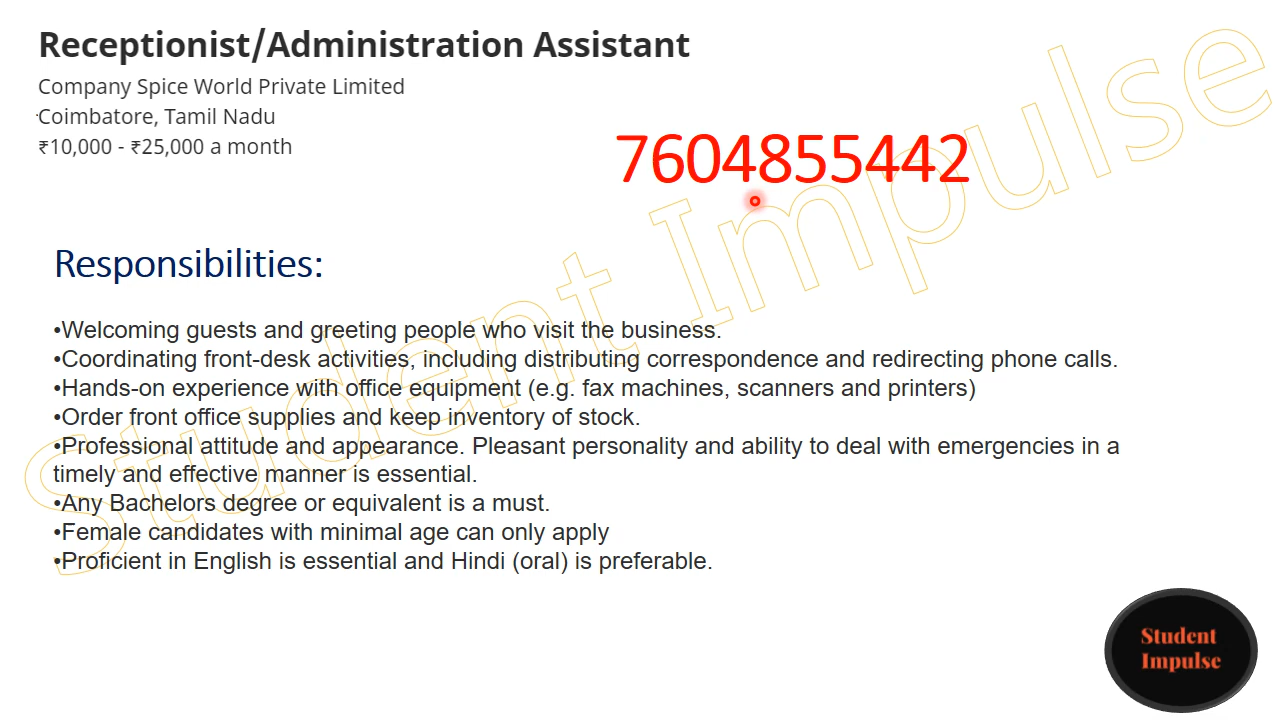 Receptionist/Administration Assistant
Company Spice World Private Limited
Coimbatore, Tamil Nadu
₹10,000 - ₹25,000 a month
7604855442
Responsibilities:
•Welcoming guests and greeting people who visit the business.
•Coordinating front-desk activities, including distributing correspondence and redirecting phone calls.
•Hands-on experience with office equipment (e.g. fax machines, scanners and printers)
•Order front office supplies and keep inventory of stock.
•Professional attitude and appearance. Pleasant personality and ability to deal with emergencies in a
timely and effective manner is essential.
•Any Bachelors degree or equivalent is a must.
•Female candidates with minimal age can only apply
•Proficient in English is essential and Hindi (oral) is preferable.
Student Impulse
Student
Impulse